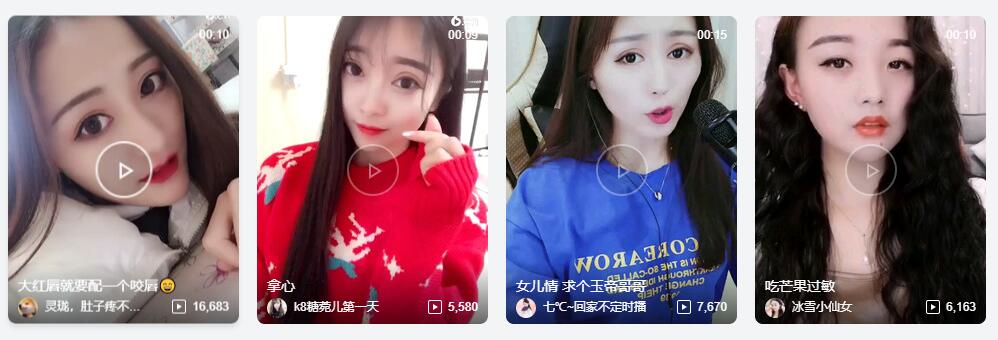 00:10
大红唇就要配一个咬唇
灵珑，肚子疼不...
16,683
00:09
拿心
k8糖菀儿第一天
5,580
00:15
COREAROW
女儿情 求个玉帝哥哥
七℃~回家不定时播
7,670
00:10
吃芒果过敏
冰雪小仙女
6,163